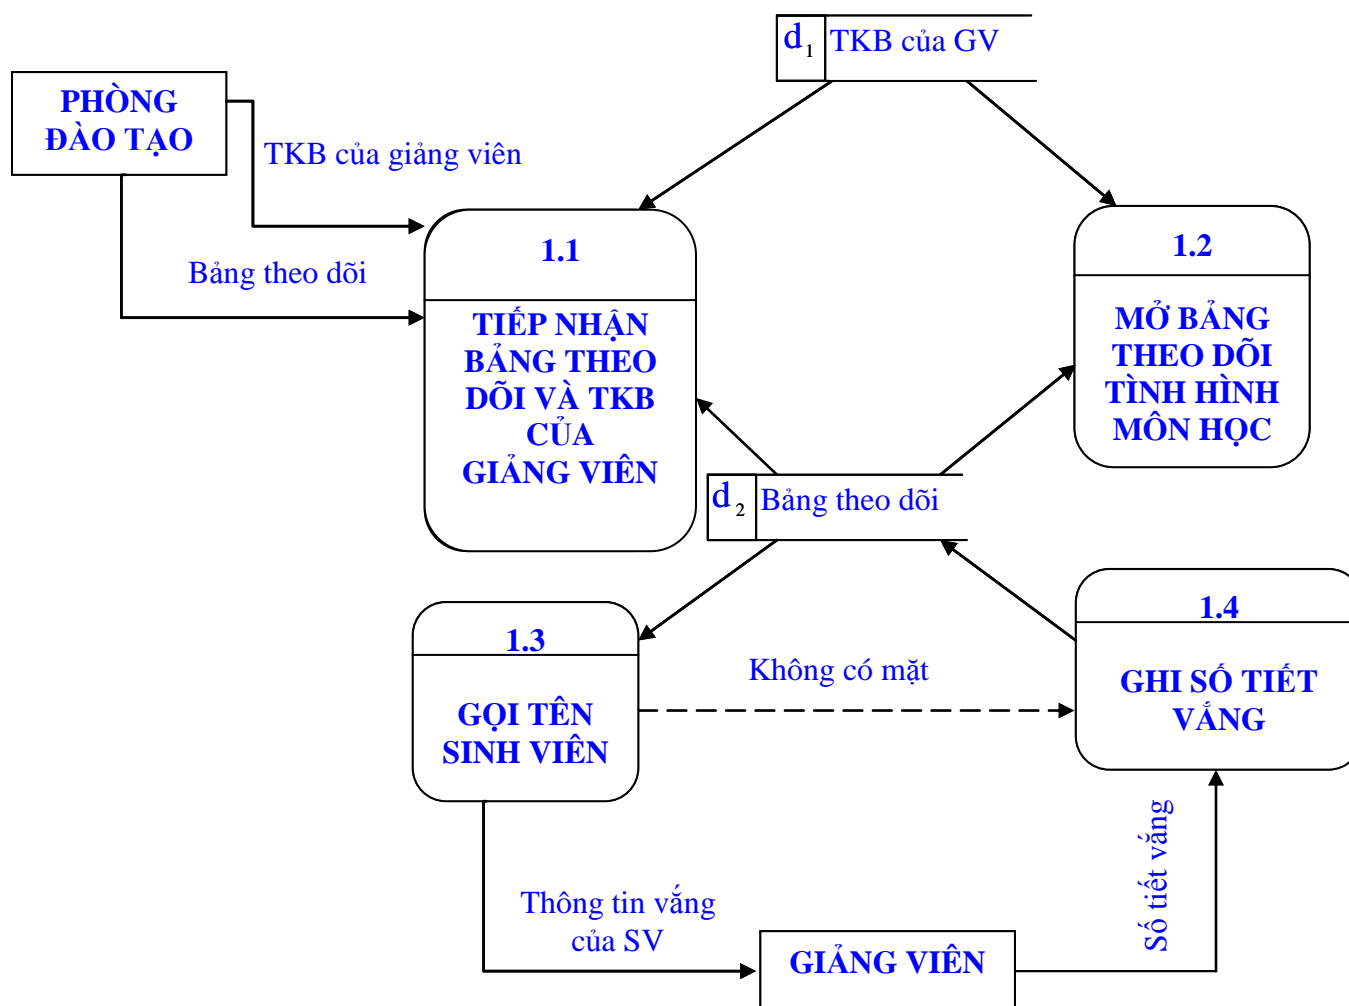 d1 TKB của GV
PHÒNG
ĐÀO TẠO
TKB của giảng viên
Bảng theo dõi
1.1
TIẾP NHẬN
BẢNG THEO
DÕI VÀ TKB
CỦA
GIẢNG VIÊN
1.2
MỞ BẢNG
THEO DÕI
TÌNH HÌNH
MÔN HỌC
d2 Bảng theo dõi
1.3
GỌI TÊN
SINH VIÊN
Không có mặt
1.4
GHI SỐ TIẾT
VẮNG
Thông tin vắng
của SV
GIẢNG VIÊN
Số tiết vắng